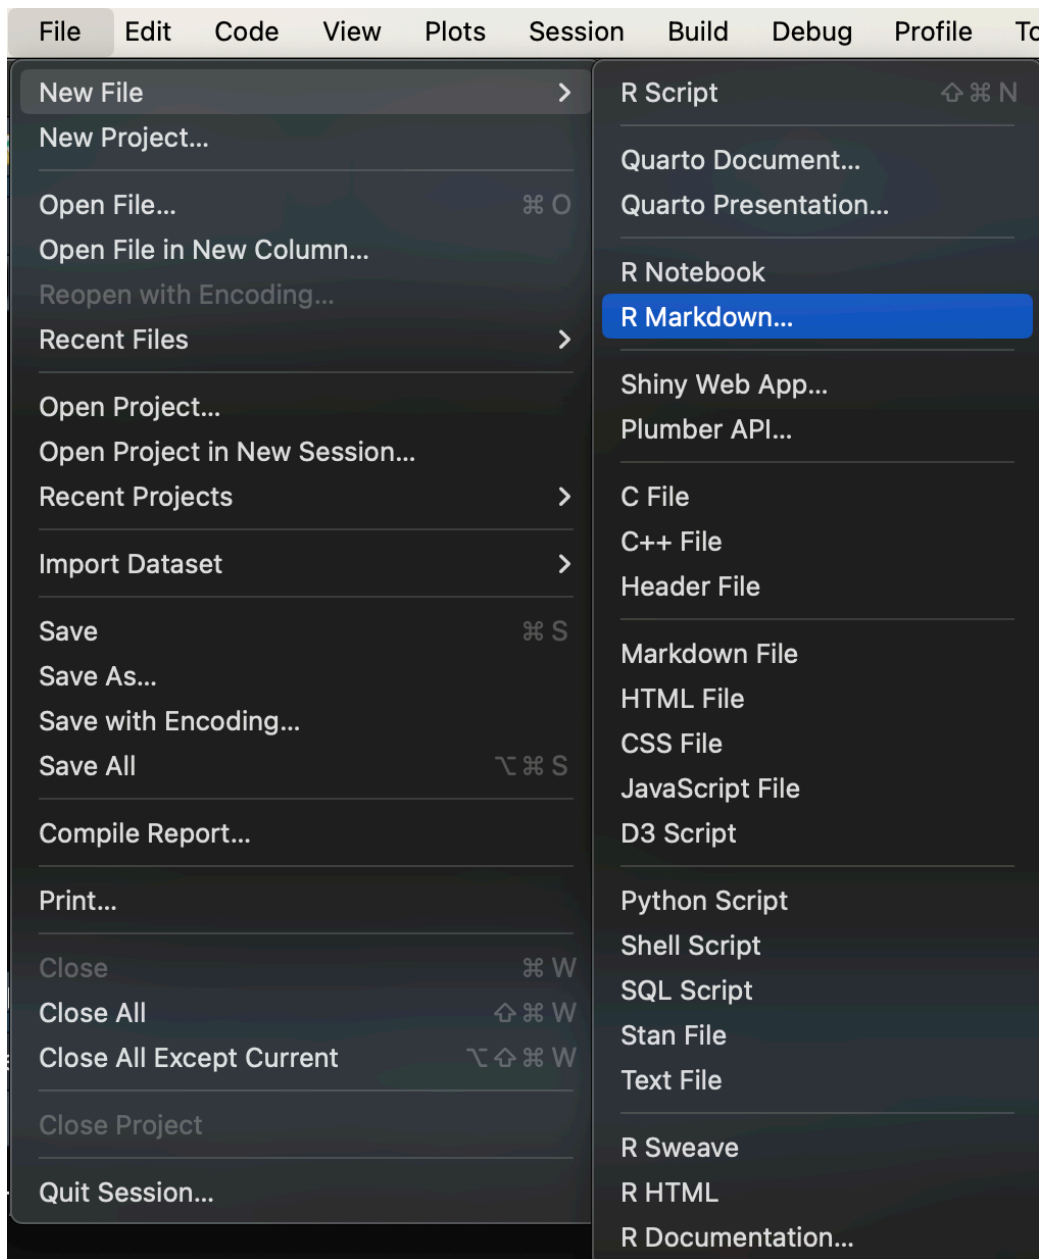 File Edit Code View Plots Session Build Debug Profile To
New File
New Project...
Open File... ⌘ O
Open File in New Column...
Reopen with Encoding...
Recent Files
Open Project...
Open Project in New Session...
Recent Projects
Import Dataset
Save ⌘ S
Save As...
Save with Encoding...
Save All ⌥⌘ S
Compile Report...
Print...
Close ⌘ W
Close All ⇧⌘ W
Close All Except Current ⌥⇧⌘ W
Close Project
Quit Session...
R Script ⇧⌘ N
Quarto Document...
Quarto Presentation...
R Notebook
R Markdown...
Shiny Web App...
Plumber API...
C File
C++ File
Header File
Markdown File
HTML File
CSS File
JavaScript File
D3 Script
Python Script
Shell Script
SQL Script
Stan File
Text File
R Sweave
R HTML
R Documentation...